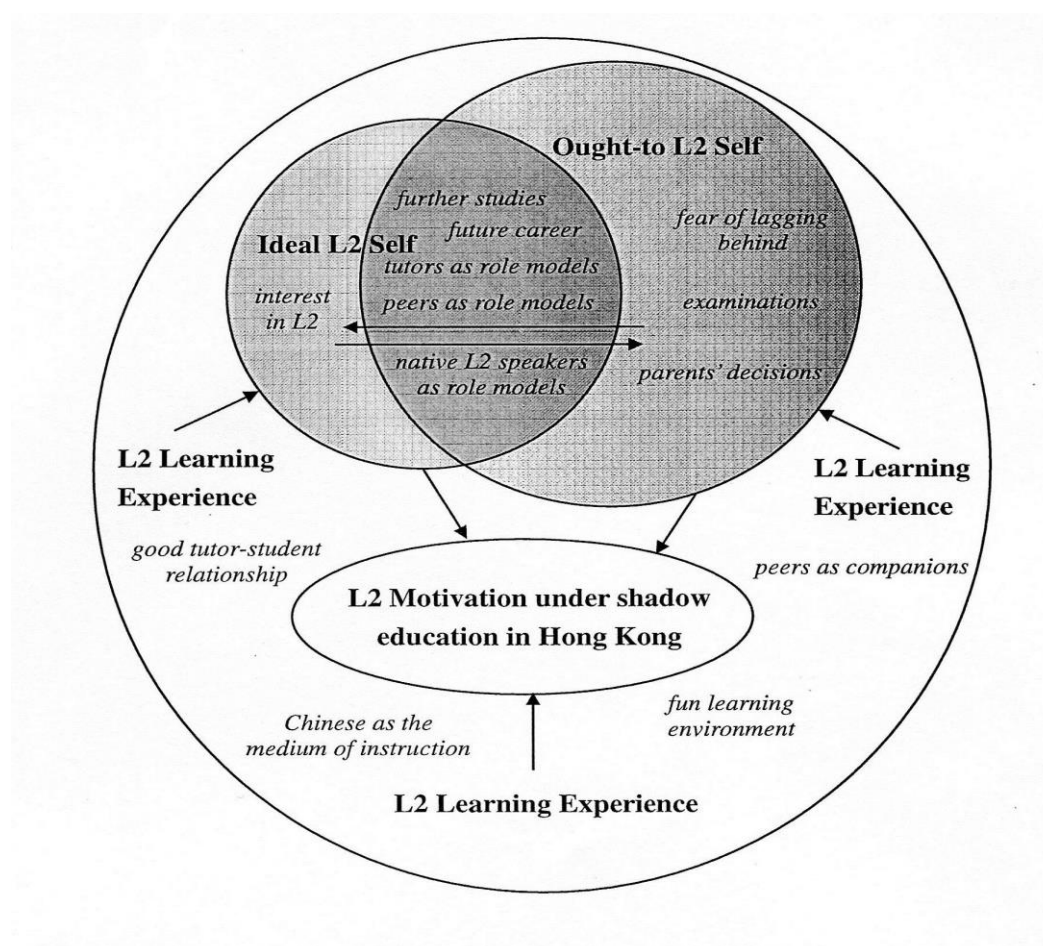 Ought-to L2 Self
further studies
future career
Ideal L2 Self
tutors as role models
interest
in L2
peers as role models
native L2 speakers
as role models
fear of lagging
behind
examinations
parents' decisions
L2 Learning
Experience
good tutor-student
relationship
L2 Learning
Experience
peers as companions
L2 Motivation under shadow
education in Hong Kong
Chinese as the
medium of instruction
fun learning
environment
L2 Learning Experience